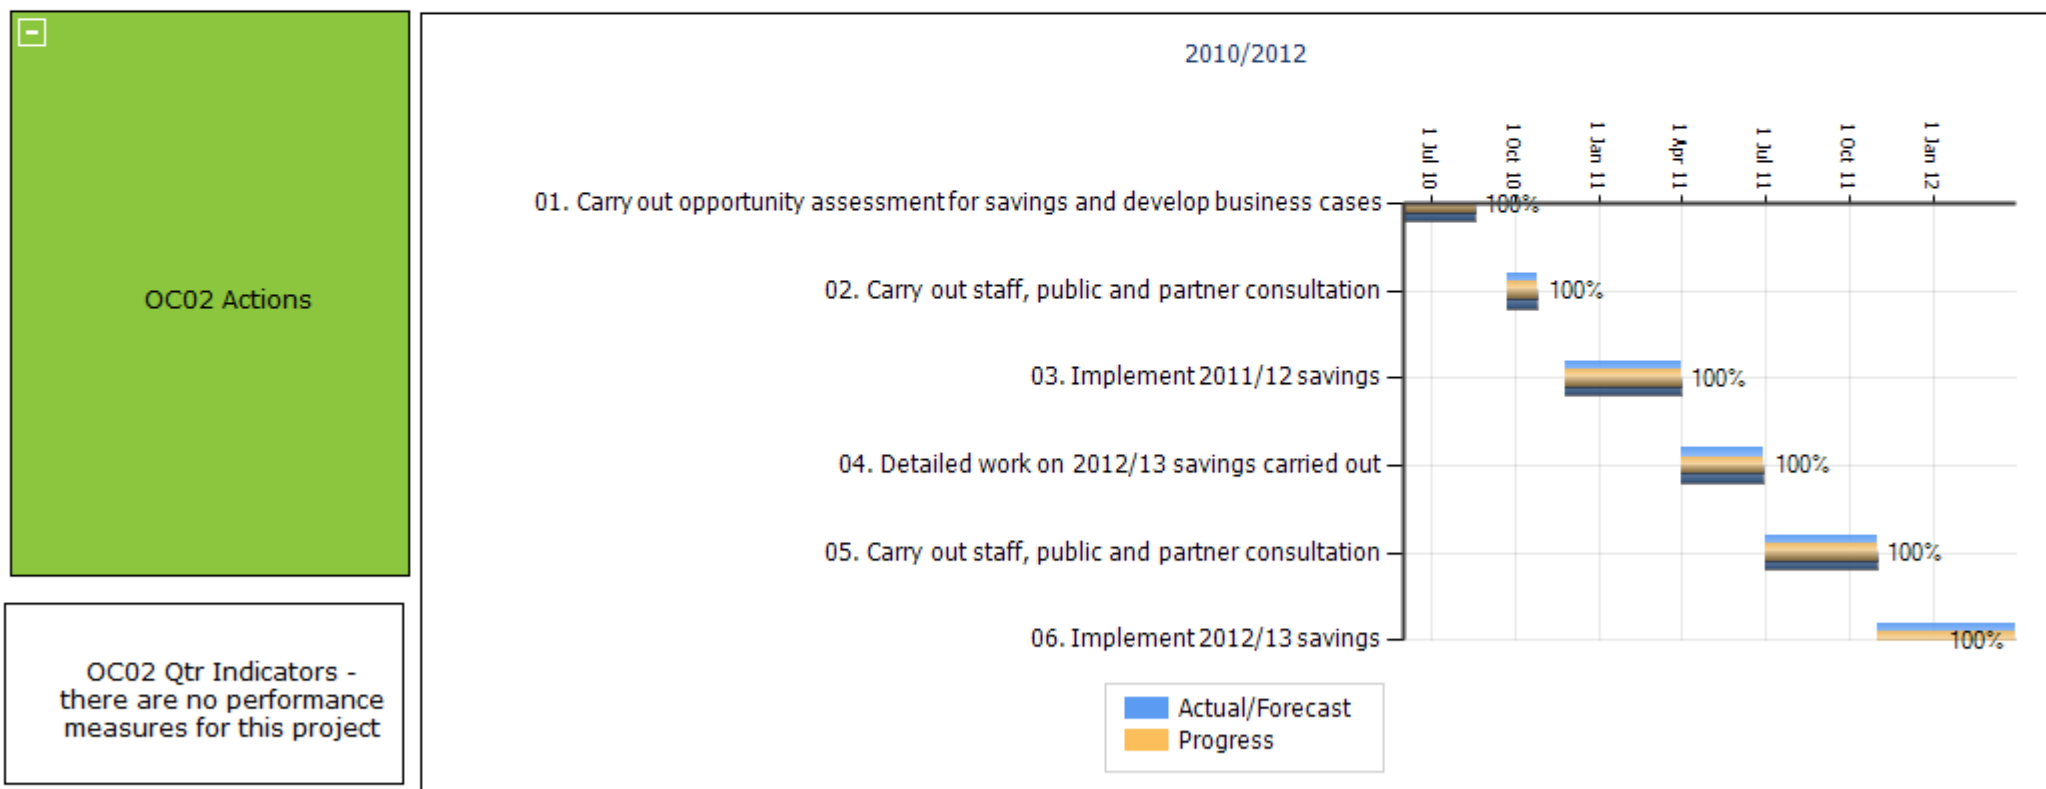 OC02 Actions
OC02 Qtr Indicators -
there are no performance
measures for this project
2010/2012
1 Jul 10
1 Oct 10
1 Jan 11
1 Apr 11
1 Jul 11
1 Oct 11
1 Jan 12
01. Carry out opportunity assessment for savings and develop business cases
100%
02. Carry out staff, public and partner consultation
100%
03. Implement 2011/12 savings
100%
04. Detailed work on 2012/13 savings carried out
100%
05. Carry out staff, public and partner consultation
100%
06. Implement 2012/13 savings
100%
Actual/Forecast
Progress